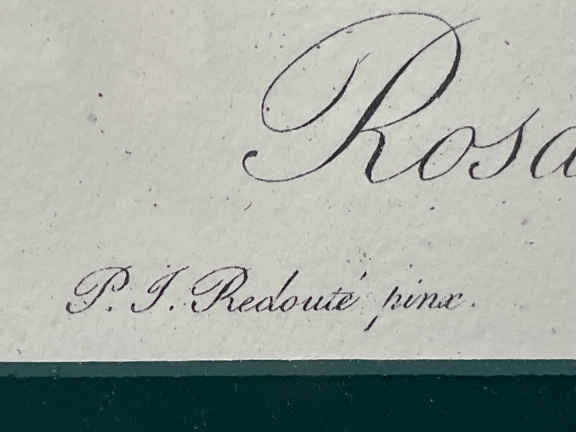 Rosa
P. J. Redouté pinx.